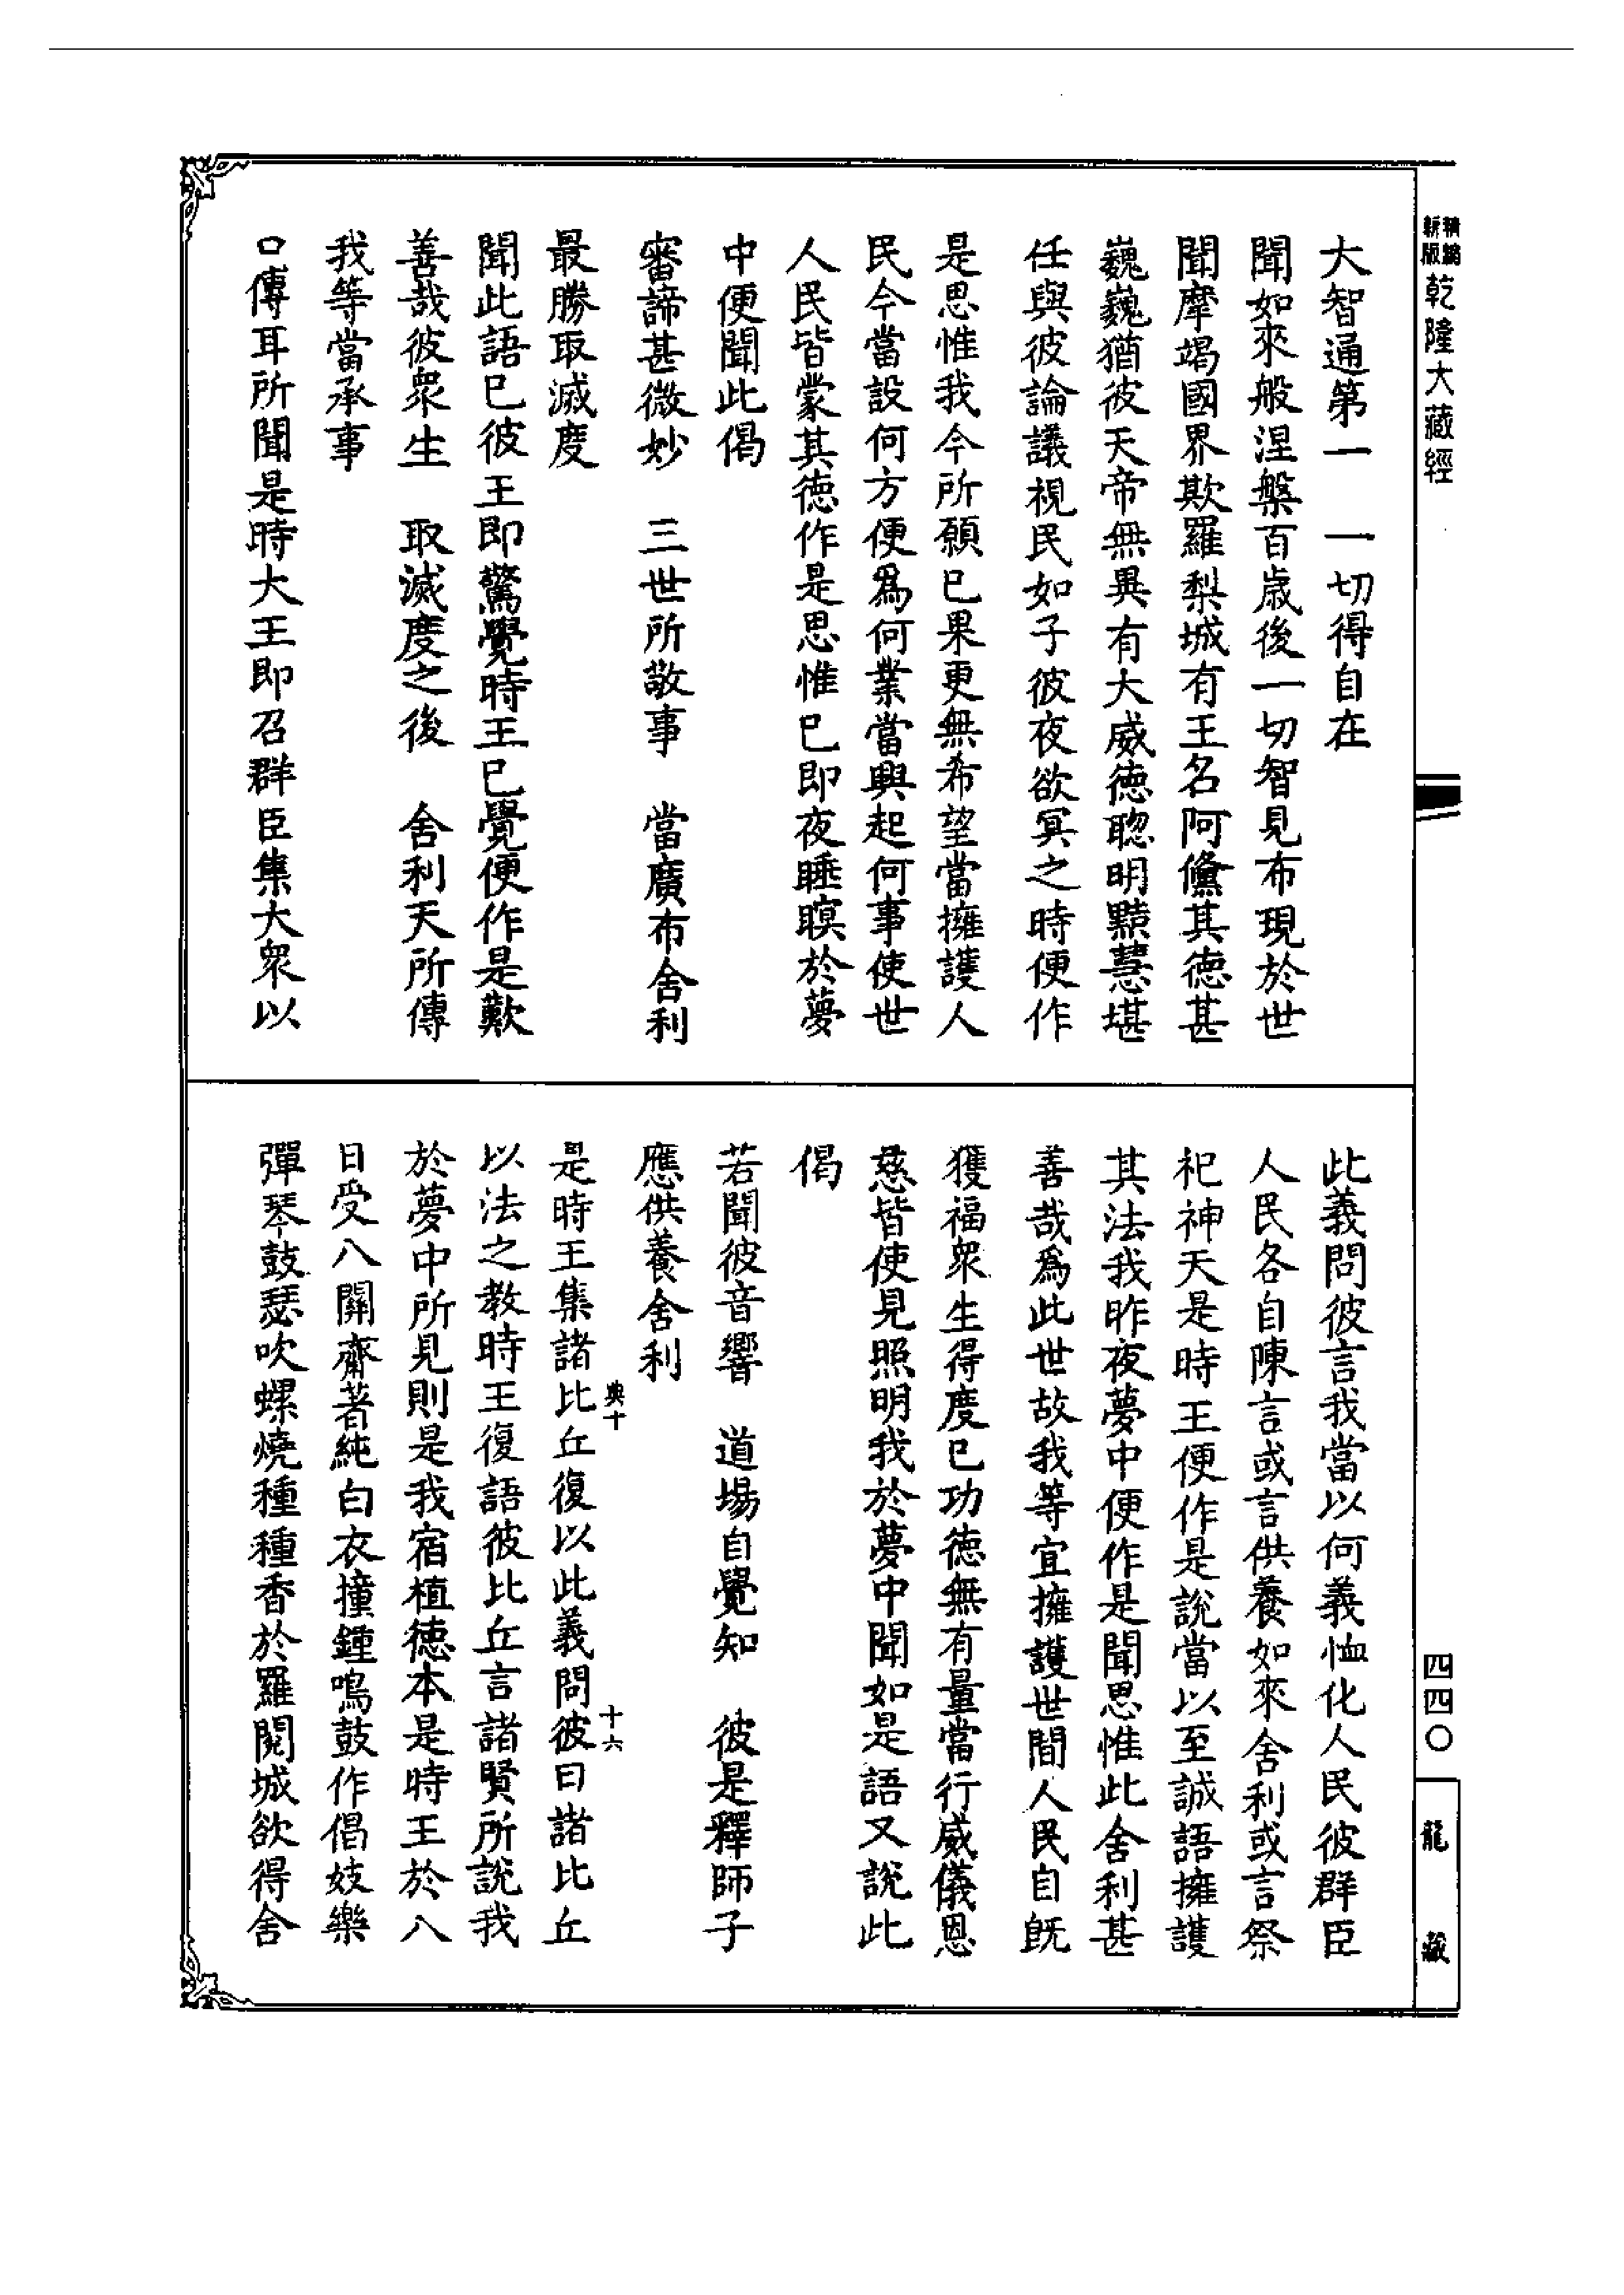 新版 精縮 乾隆大藏經
大智通第一　一切得自在
聞如來般涅槃百歳後一切智見布現於世
聞摩竭國界欺羅梨城有王名阿儵其德甚
巍巍猶彼天帝無異有大威德聰明黠慧堪
任與彼論議視民如子彼夜欲冥之時便作
是思惟我今所願已果更無希望當擁護人
民今當設何方便爲何業當興起何事使世
人民皆蒙其德作是思惟已即夜睡瞑於夢
中便聞此偈
審諦甚微妙　三世所敬事　當廣布舍利
最勝取滅度
聞此語已彼王即驚覺時王已覺便作是歎
善哉彼衆生　取滅度之後　舍利天所傳
我等當承事
口傳耳所聞是時大王即召群臣集大衆以
此義問彼言我當以何義恤化人民彼群臣
人民各自陳言或言供養如來舍利或言祭
祀神天是時王便作是說當以至誠語擁護
其法我昨夜夢中便作是聞思惟此舍利甚
善哉爲此世故我等宜擁護世間人民自旣
獲福衆生得度已功德無有量當行威儀恩
慈皆使見照明我於夢中聞如是語又說此
偈
若聞彼音響　道場自覺知　彼是釋師子
應供養舍利
是時王集諸比丘復以此義問彼曰諸比丘
以法之教時王復語彼比丘言諸賢所說我
於夢中所見則是我宿植德本是時王於八
日受八關齋著純白衣撞鍾鳴鼓作倡妓樂
彈琴鼓瑟吹螺燒種種香於羅閱城欲得舍
典十
十六
四四〇
龍藏